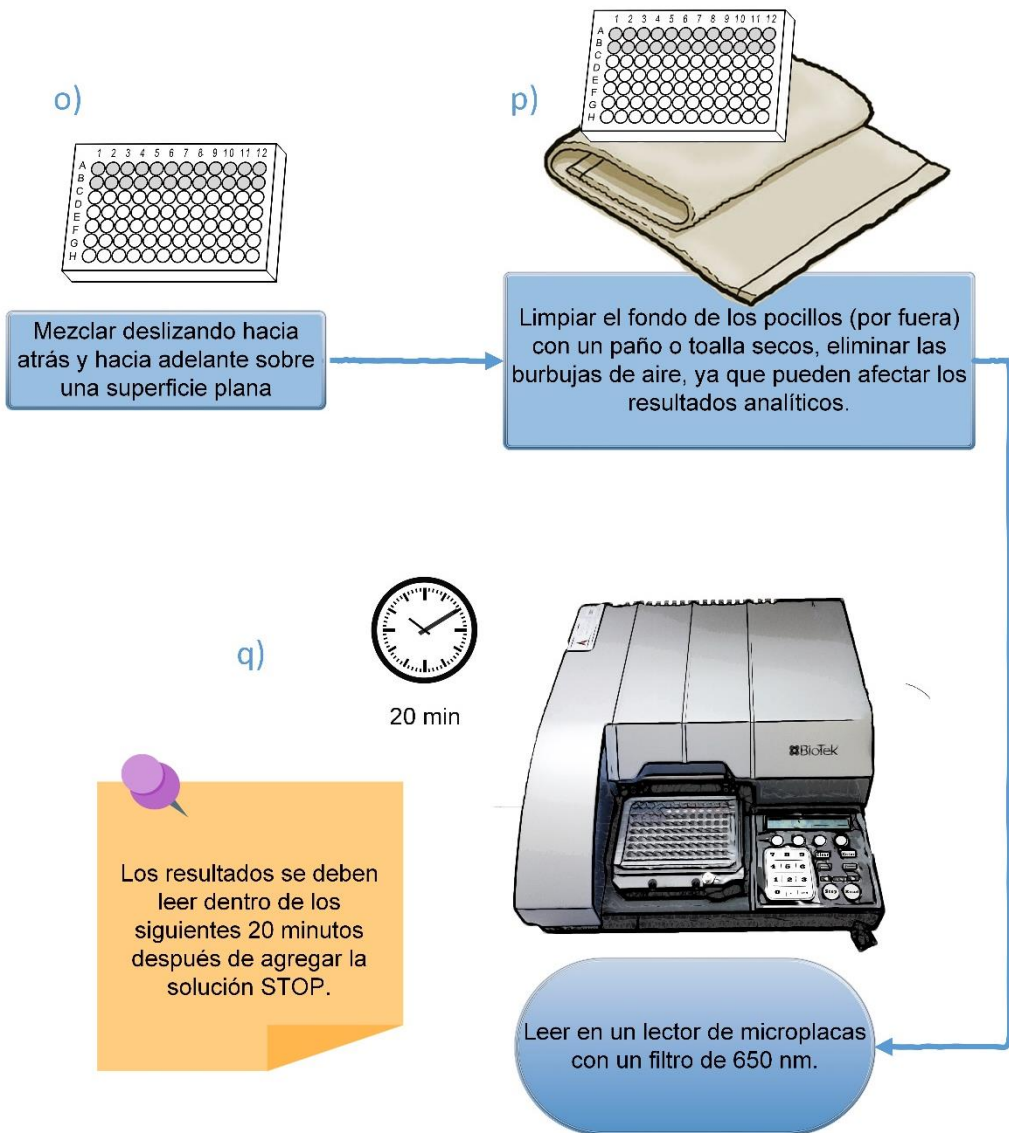 o)
1 2 3 4 5 6 7 8 9 10 11 12
A
B
C
D
E
F
G
H
Mezclar deslizando hacia
atrás y hacia adelante sobre
una superficie plana
p)
1 2 3 4 5 6 7 8 9 10 11 12
A
B
C
D
E
F
G
H
Limpiar el fondo de los pocillos (por fuera)
con un paño o toalla secos, eliminar las
burbujas de aire, ya que pueden afectar los
resultados analíticos.
q)
20 min
Los resultados se deben
leer dentro de los
siguientes 20 minutos
después de agregar la
solución STOP.
BioTek
Leer en un lector de microplacas
con un filtro de 650 nm.